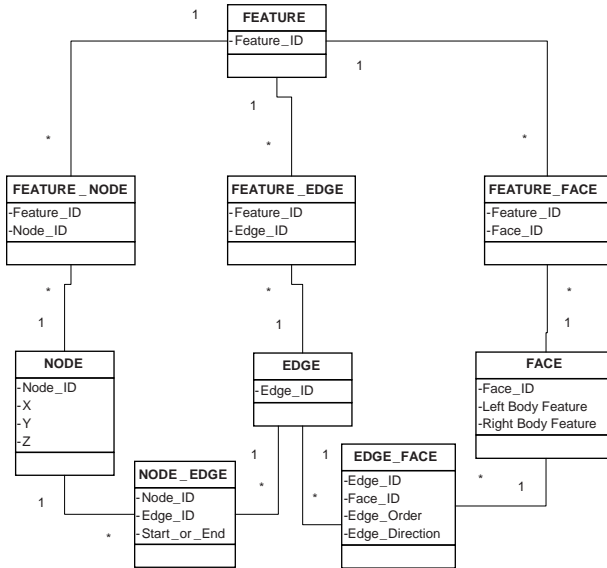 1
FEATURE
-Feature_ID
1
1
*
*
*
FEATURE_NODE
-Feature_ID
-Node_ID
FEATURE_EDGE
-Feature_ID
-Edge_ID
FEATURE_FACE
-Feature_ID
-Face_ID
*
*
*
1
1
1
NODE
-Node_ID
-X
-Y
-Z
EDGE
-Edge_ID
FACE
-Face_ID
-Left Body Feature
-Right Body Feature
NODE_EDGE
-Node_ID
-Edge_ID
-Start_or_End
EDGE_FACE
-Edge_ID
-Face_ID
-Edge_Order
-Edge_Direction
1
1
*
1
*
1
*
*